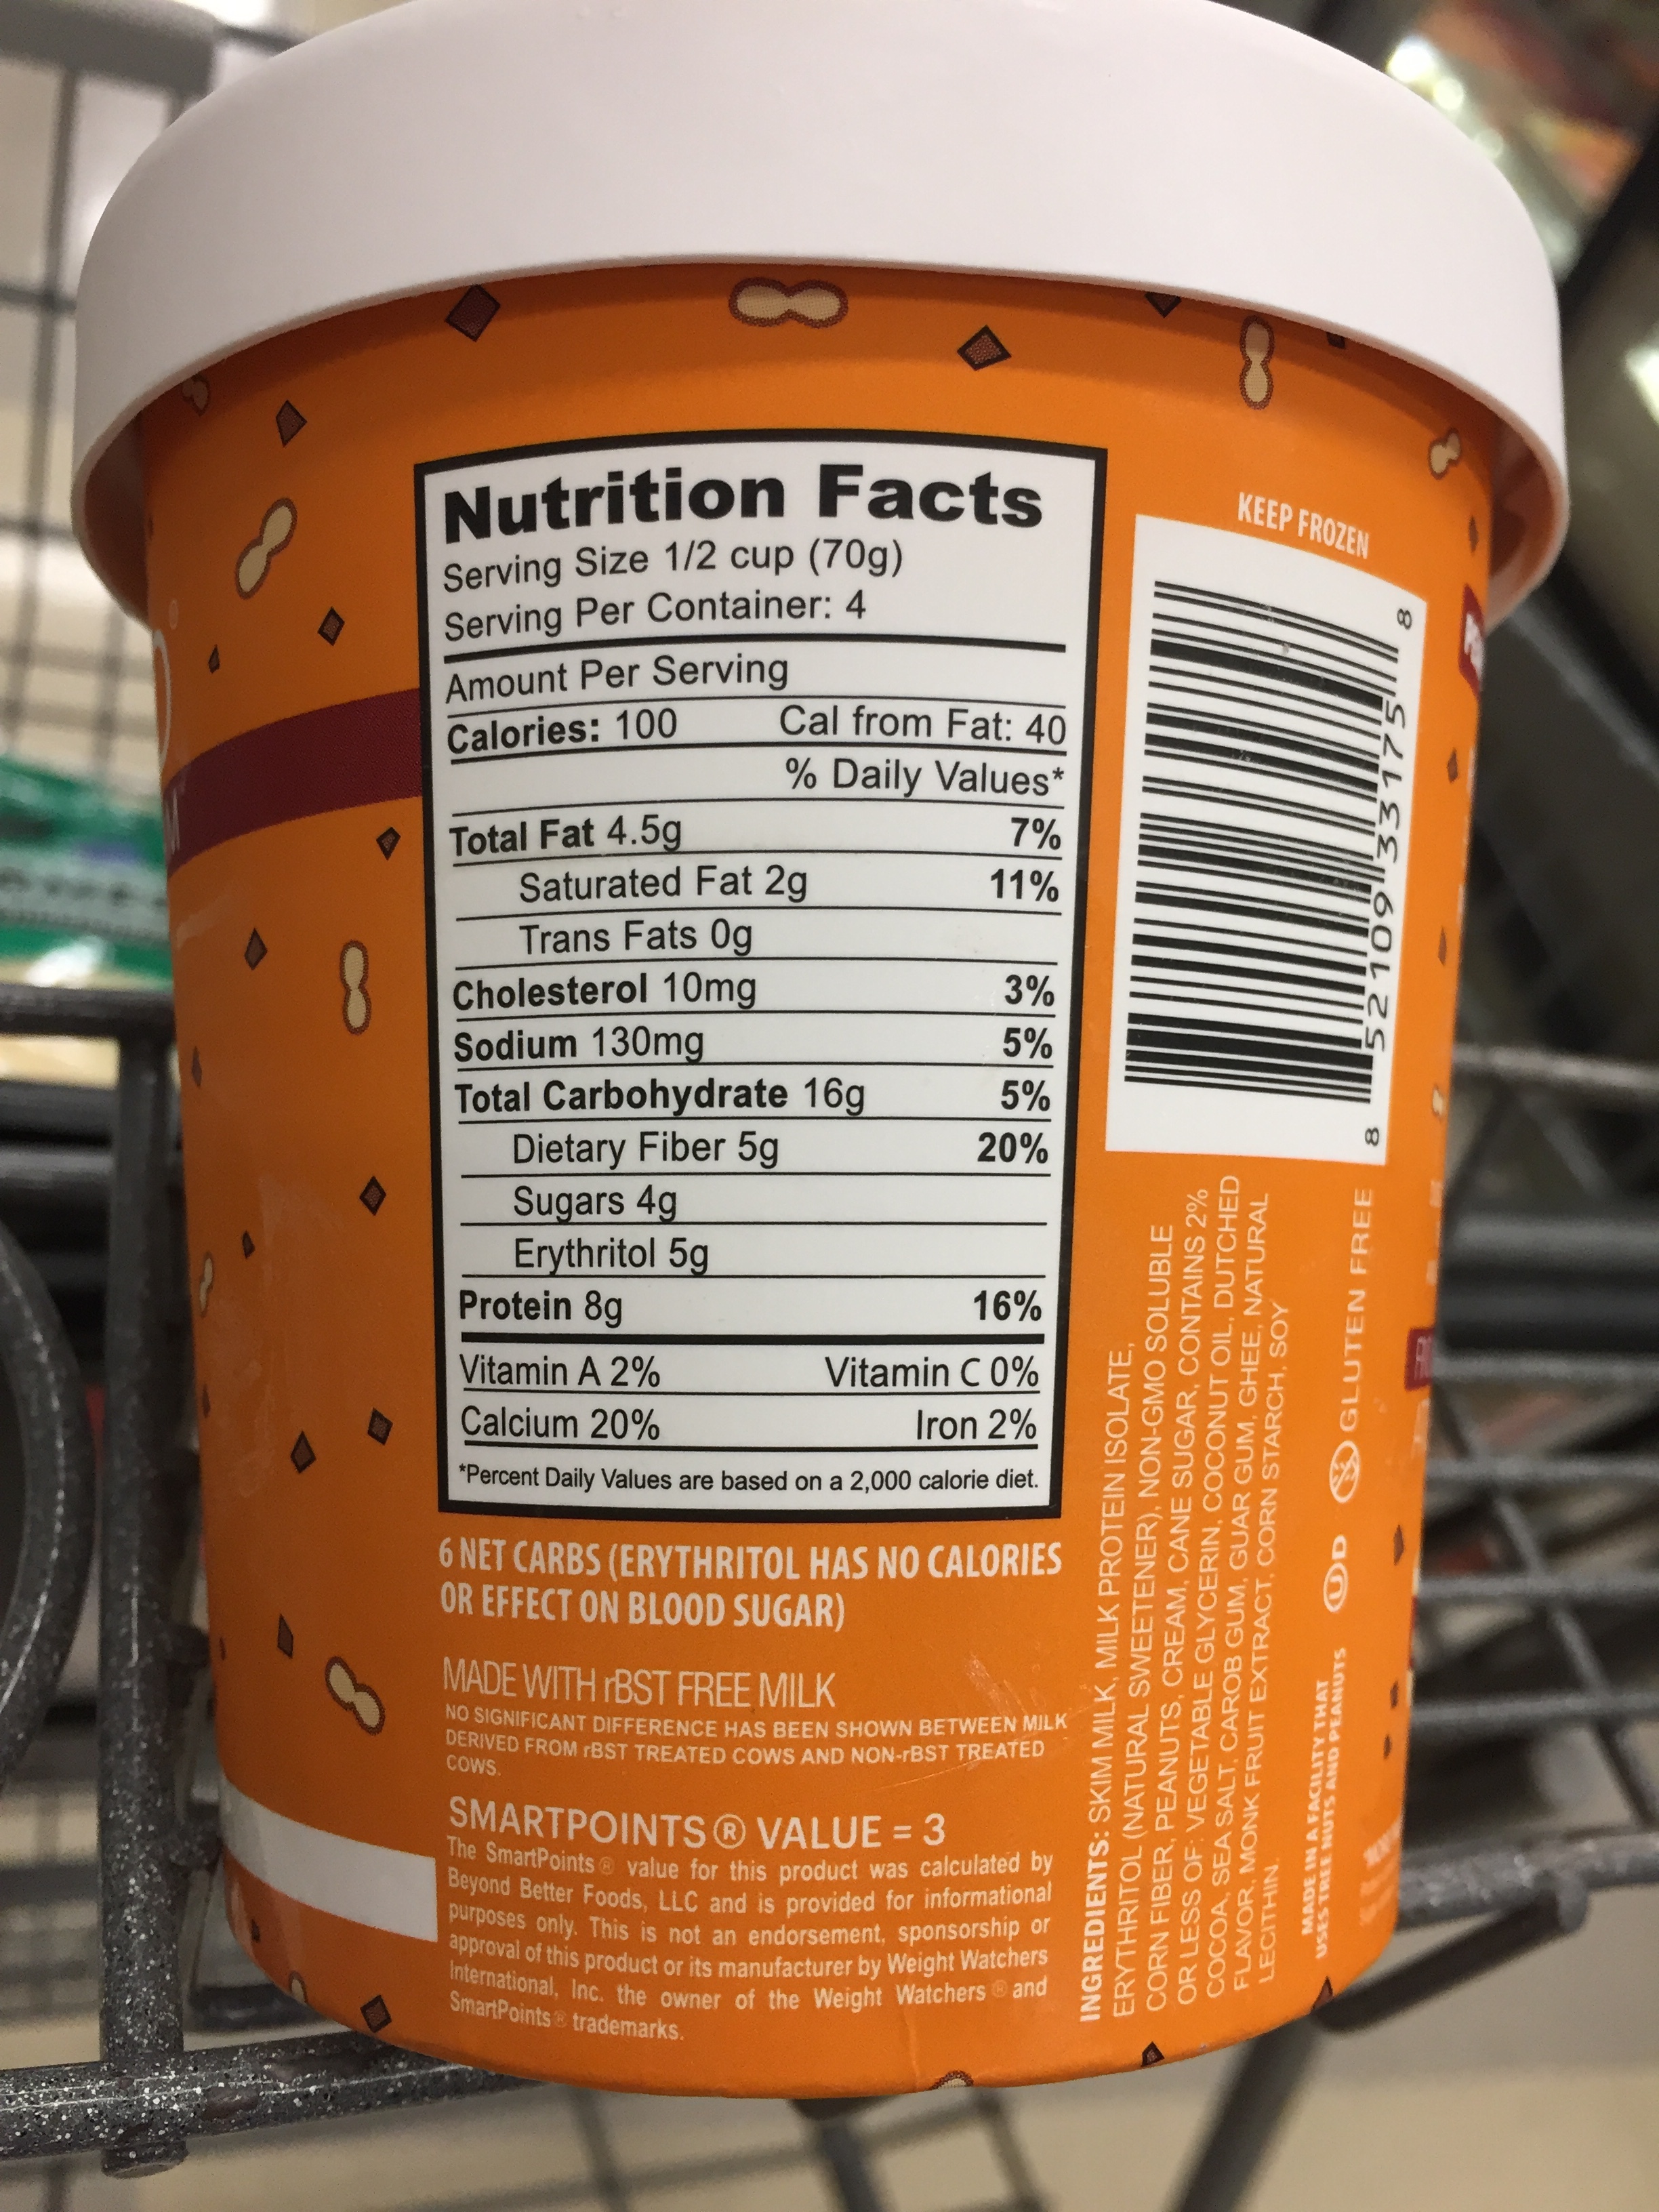 Nutrition Facts
Serving Size 1/2 cup (70g)
Serving Per Container: 4
Amount Per Serving
Calories: 100 Cal from Fat: 40
% Daily Values*
Total Fat 4.5g 7%
Saturated Fat 2g 11%
Trans Fats 0g
Cholesterol 10mg 3%
Sodium 130mg 5%
Total Carbohydrate 16g 5%
Dietary Fiber 5g 20%
Sugars 4g
Erythritol 5g
Protein 8g 16%
Vitamin A 2% Vitamin C 0%
Calcium 20% Iron 2%
*Percent Daily Values are based on a 2,000 calorie diet.
6 NET CARBS (ERYTHRITOL HAS NO CALORIES
OR EFFECT ON BLOOD SUGAR)
MADE WITH rBST FREE MILK
NO SIGNIFICANT DIFFERENCE HAS BEEN SHOWN BETWEEN MILK
DERIVED FROM rBST TREATED COWS AND NON-rBST TREATED
COWS.
SMARTPOINTS® VALUE = 3
The SmartPoints® value for this product was calculated by
Beyond Better Foods, LLC and is provided for informational
purposes only. This is not an endorsement, sponsorship or
approval of this product or its manufacturer by Weight Watchers
International, Inc. the owner of the Weight Watchers® and
SmartPoints® trademarks.
KEEP FROZEN
8 52109 33175 8
INGREDIENTS: SKIM MILK, MILK PROTEIN ISOLATE,
ERYTHRITOL (NATURAL SWEETENER), NON-GMO SOLUBLE
CORN FIBER, PEANUTS, CREAM, CANE SUGAR, CONTAINS 2%
OR LESS OF: VEGETABLE GLYCERIN, COCONUT OIL, DUTCHED
COCOA, SEA SALT, CAROB GUM, GUAR GUM, GHEE, NATURAL
FLAVOR, MONK FRUIT EXTRACT, CORN STARCH, SOY
LECITHIN.
MADE IN A FACILITY THAT
USES TREE NUTS AND PEANUTS
UD
GLUTEN FREE